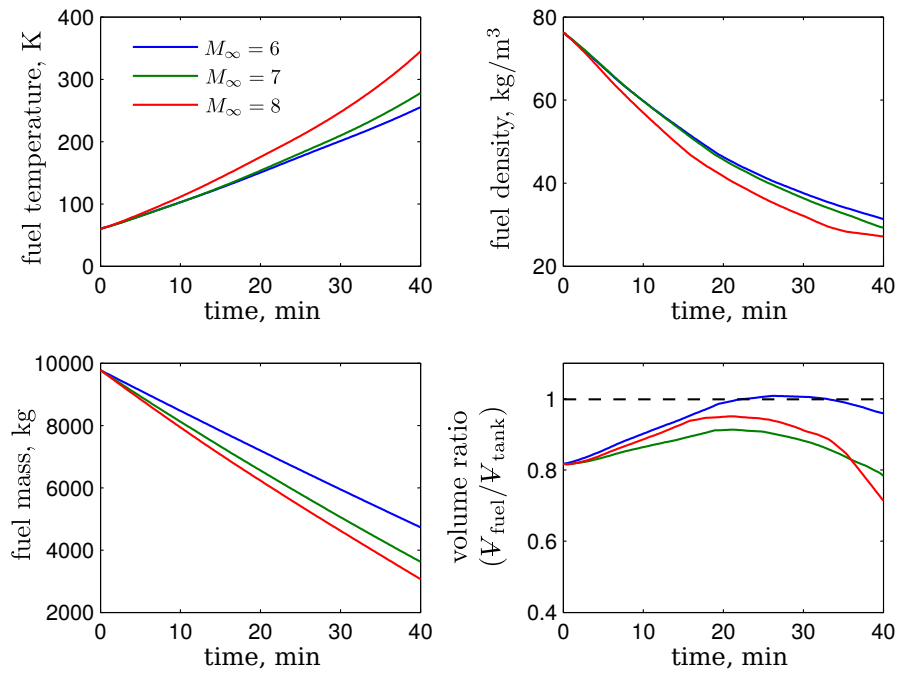 400
300
200
100
0
fuel temperature, K
M∞ = 6
M∞ = 7
M∞ = 8
0 10 20 30 40
time, min
80
60
40
20
fuel density, kg/m³
0 10 20 30 40
time, min
10000
8000
6000
4000
2000
fuel mass, kg
0 10 20 30 40
time, min
1
0.8
0.6
0.4
volume ratio
(V̶fuel/V̶tank)
0 10 20 30 40
time, min